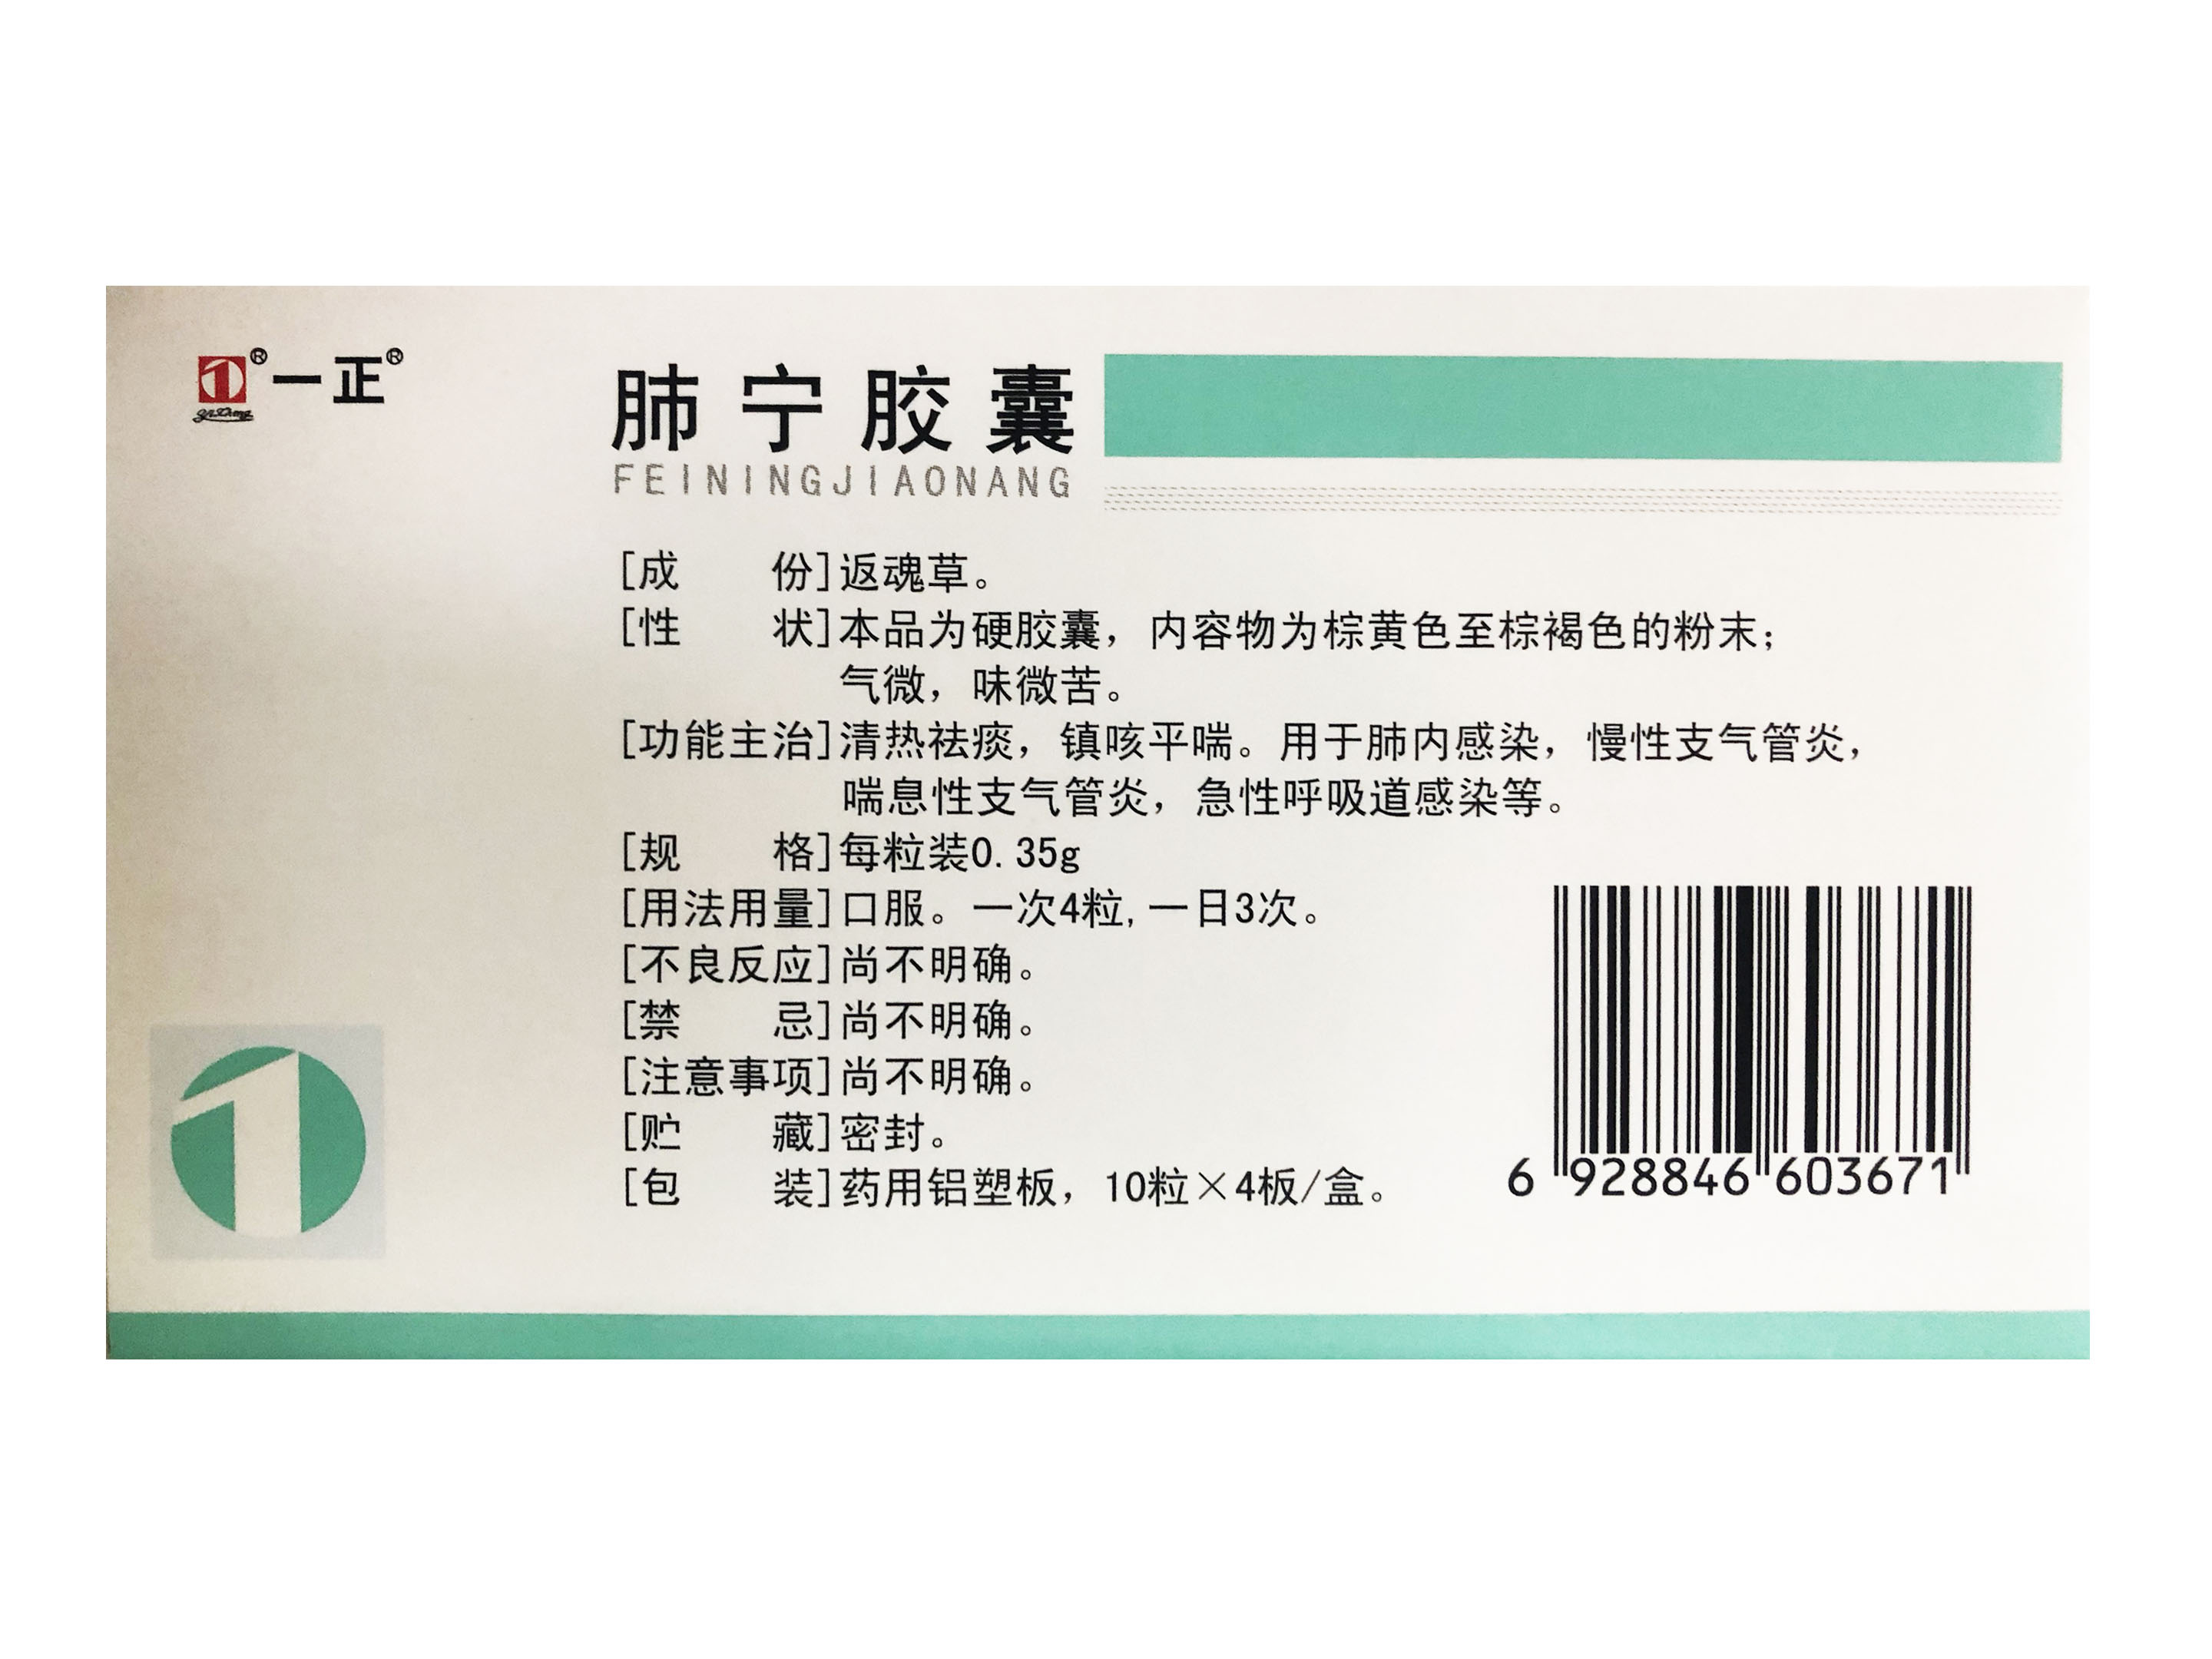 1® 一正®
YiZheng
肺宁胶囊
FEININGJIAONANG
[成　　份]返魂草。
[性　　状]本品为硬胶囊，内容物为棕黄色至棕褐色的粉末；
气微，味微苦。
[功能主治]清热祛痰，镇咳平喘。用于肺内感染，慢性支气管炎，
喘息性支气管炎，急性呼吸道感染等。
[规　　格]每粒装0.35g
[用法用量]口服。一次4粒,一日3次。
[不良反应]尚不明确。
[禁　　忌]尚不明确。
[注意事项]尚不明确。
[贮　　藏]密封。
[包　　装]药用铝塑板，10粒×4板/盒。
6 928846 603671
1